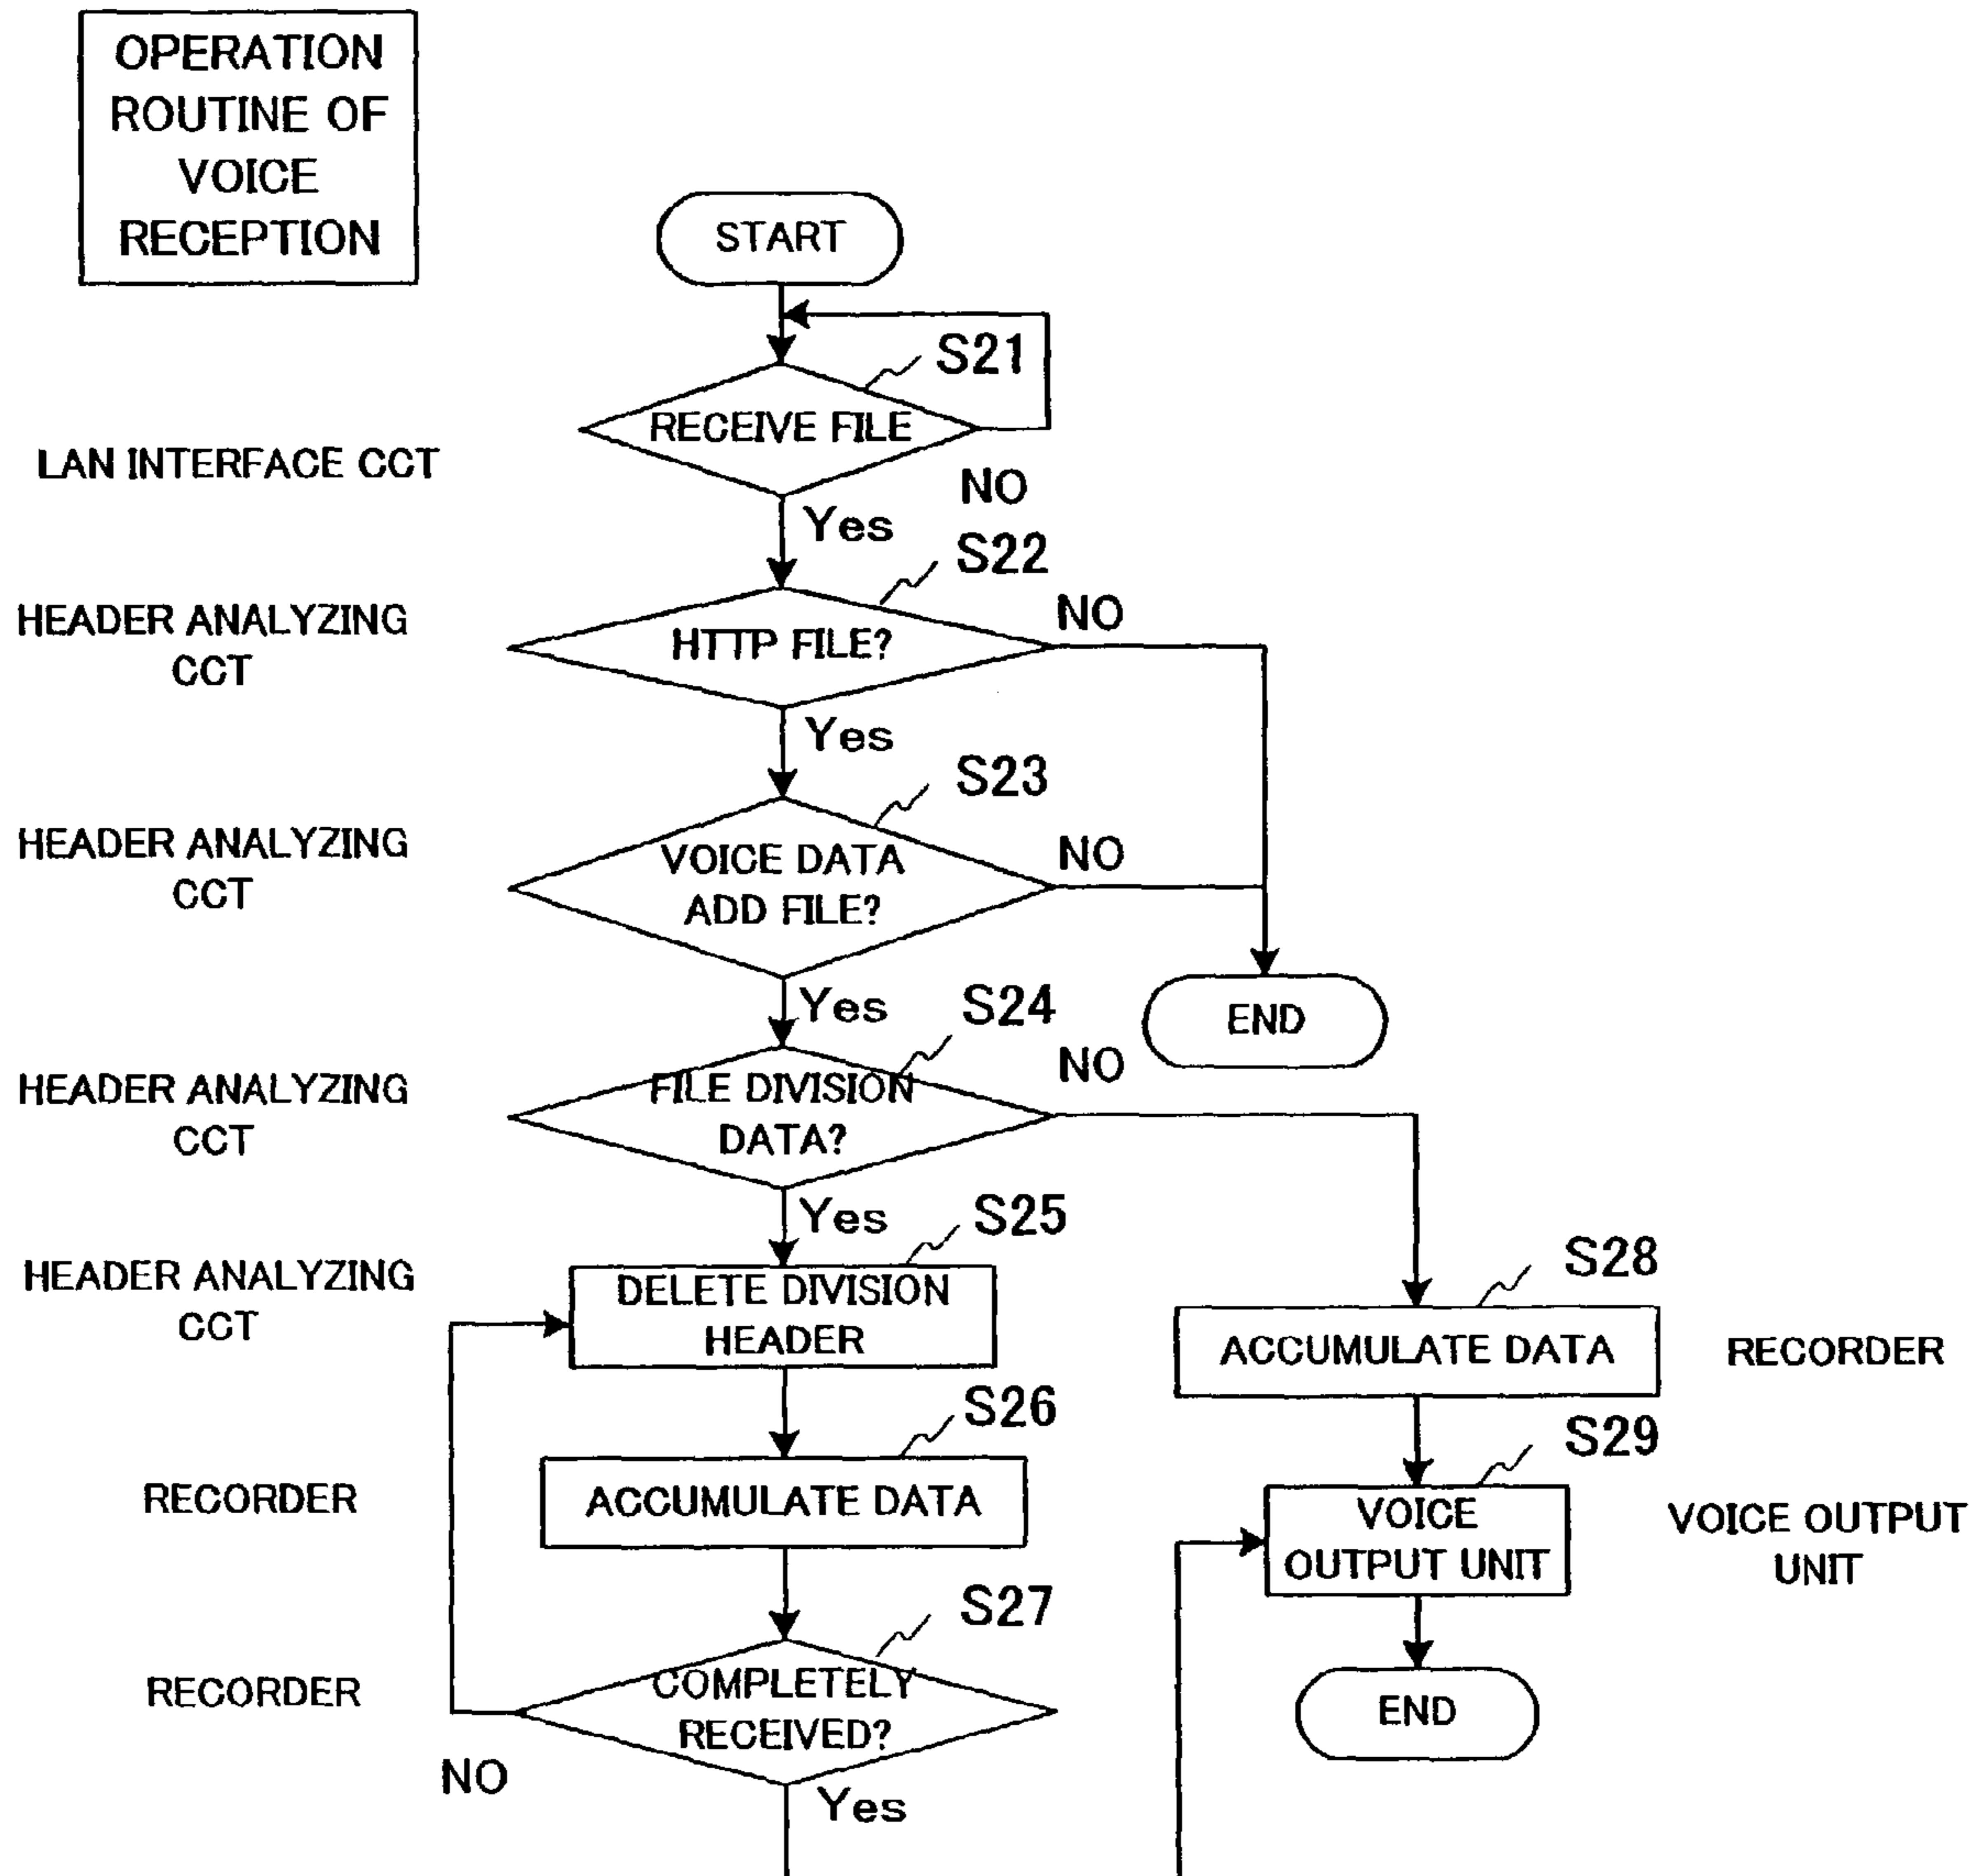 OPERATION
ROUTINE OF
VOICE
RECEPTION
START
S21
RECEIVE FILE
LAN INTERFACE CCT
NO
Yes
S22
HEADER ANALYZING
CCT
HTTP FILE?
NO
Yes
S23
HEADER ANALYZING
CCT
VOICE DATA
ADD FILE?
NO
END
Yes
S24
HEADER ANALYZING
CCT
FILE DIVISION
DATA?
NO
Yes
S25
HEADER ANALYZING
CCT
DELETE DIVISION
HEADER
S28
ACCUMULATE DATA
RECORDER
S26
RECORDER
ACCUMULATE DATA
S29
VOICE
OUTPUT UNIT
VOICE OUTPUT
UNIT
S27
RECORDER
COMPLETELY
RECEIVED?
END
NO
Yes